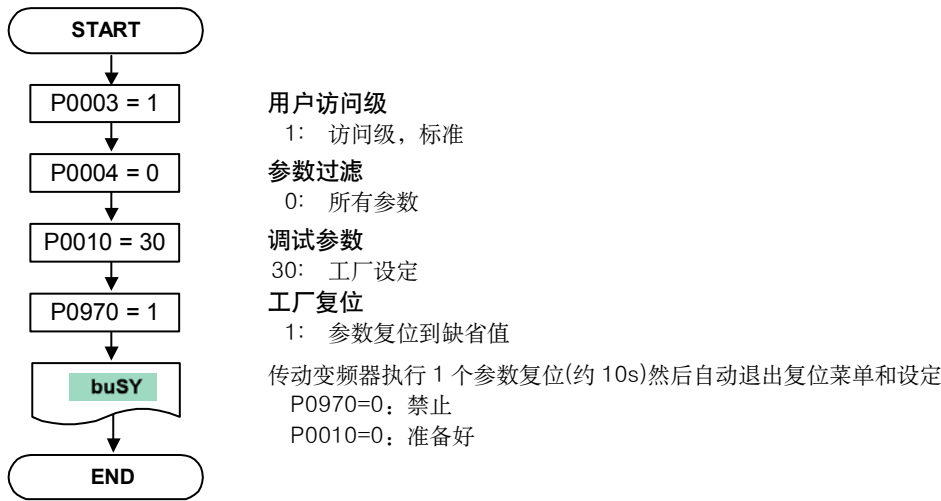 START
P0003 = 1
用户访问级
1: 访问级，标准
P0004 = 0
参数过滤
0: 所有参数
P0010 = 30
调试参数
30: 工厂设定
P0970 = 1
工厂复位
1: 参数复位到缺省值
buSY
传动变频器执行 1 个参数复位(约 10s)然后自动退出复位菜单和设定
P0970=0：禁止
P0010=0：准备好
END